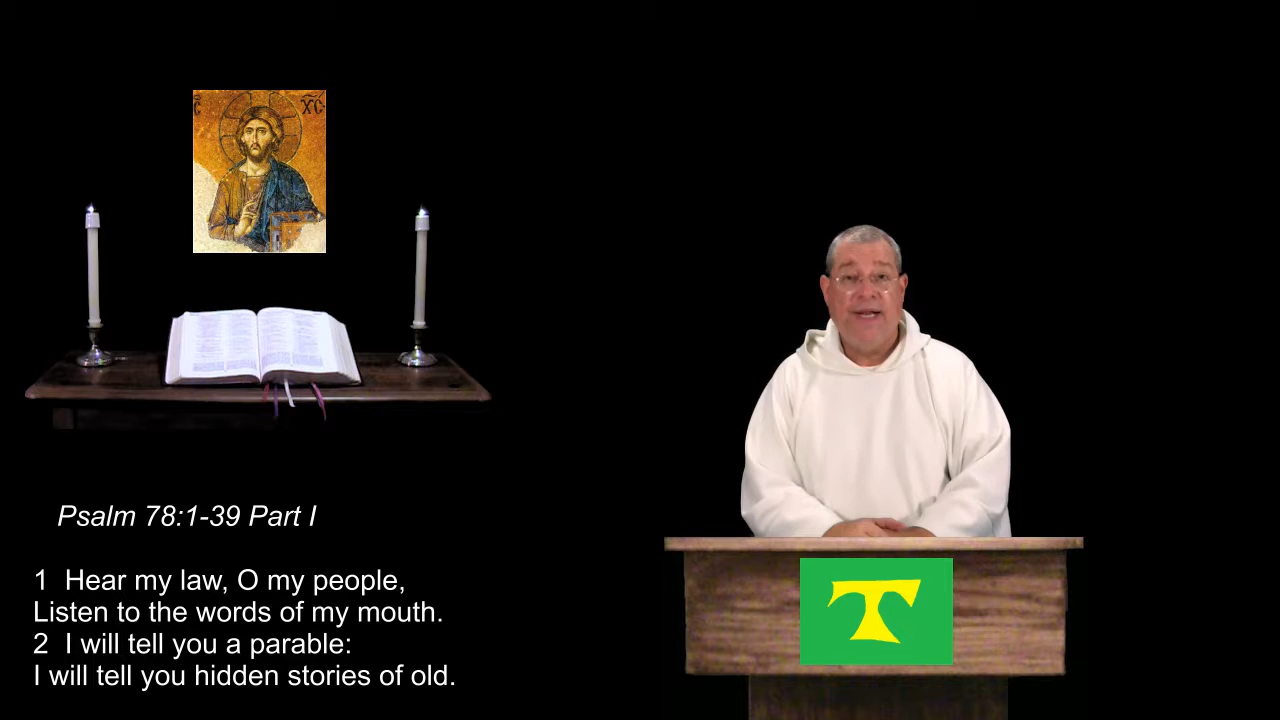 XC
Psalm 78:1-39 Part I
1 Hear my law, O my people,
Listen to the words of my mouth.
2 I will tell you a parable:
I will tell you hidden stories of old.
T